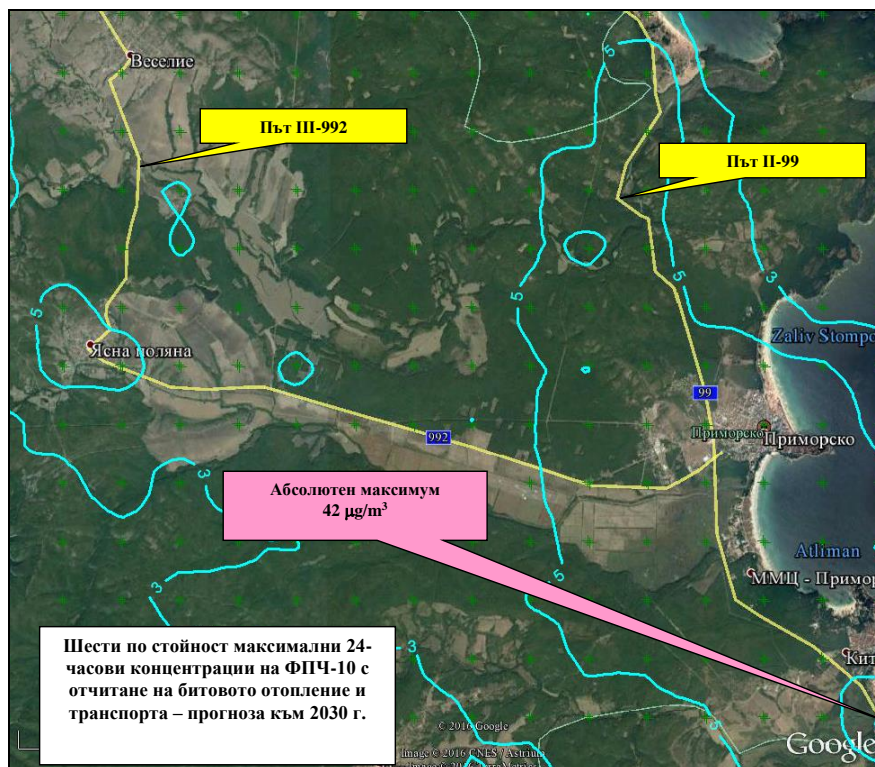 Веселие
5
Път III-992
Път II-99
5
5
3
5
Ясна поляна
Zaliv Stompo
99
992
Приморско
Приморско
3
5
Абсолютен максимум
42 µg/m³
Atliman
ММЦ - Примор
3
5
Шести по стойност максимални 24-
часови концентрации на ФПЧ-10 с
отчитане на битовото отопление и
транспорта – прогноза към 2030 г.
3
Кит
5
© 2016 Google
Image © 2016 CNES / Astrium
Google